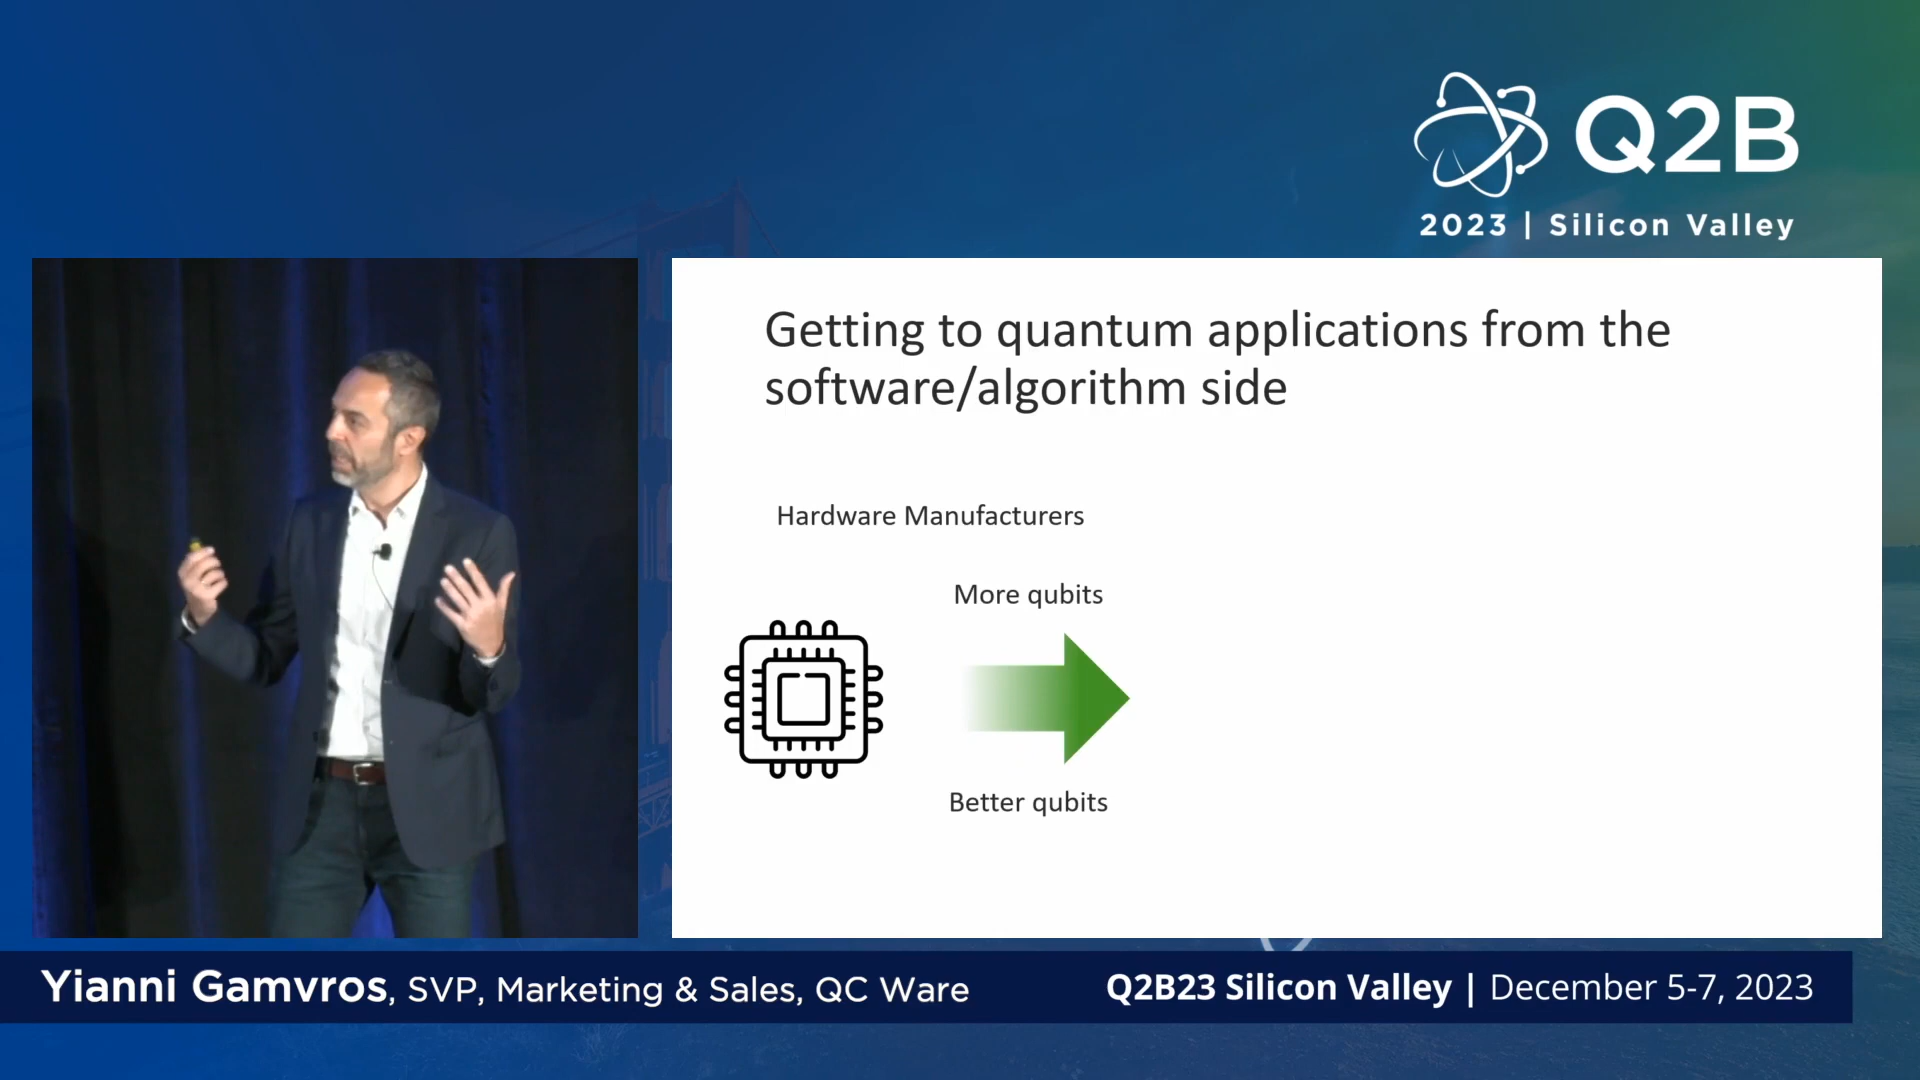 Q2B
2023 | Silicon Valley
Getting to quantum applications from the
software/algorithm side
Hardware Manufacturers
More qubits
Better qubits
Yianni Gamvros, SVP, Marketing & Sales, QC Ware
Q2B23 Silicon Valley | December 5-7, 2023